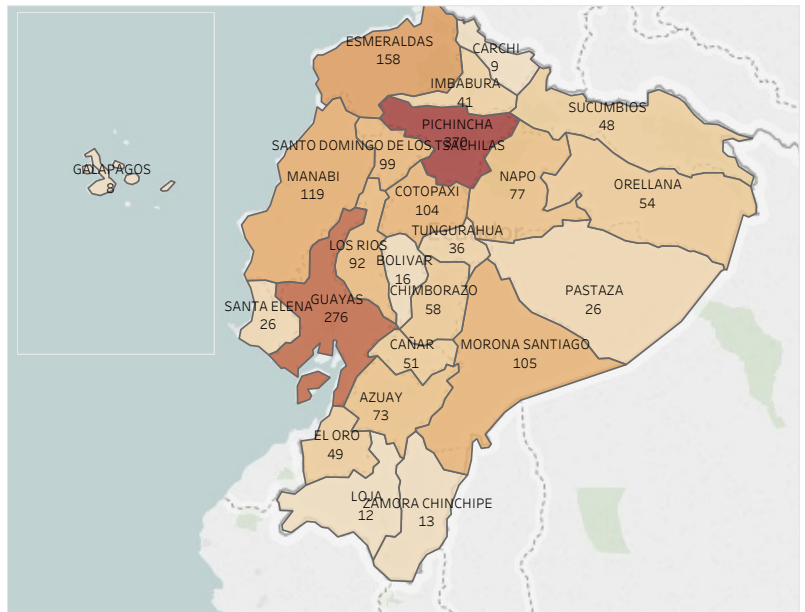 ESMERALDAS
158
CARCHI
9
IMBABURA
41
SUCUMBIOS
48
PICHINCHA
SANTO DOMINGO DE LOS TSACHILAS
99
GALAPAGOS
8
MANABI
119
COTOPAXI
104
NAPO
77
ORELLANA
54
TUNGURAHUA
36
LOS RIOS
92
BOLIVAR
16
CHIMBORAZO
58
PASTAZA
26
SANTA ELENA
26
GUAYAS
276
CAÑAR
51
MORONA SANTIAGO
105
AZUAY
73
EL ORO
49
LOJA
12
ZAMORA CHINCHIPE
13